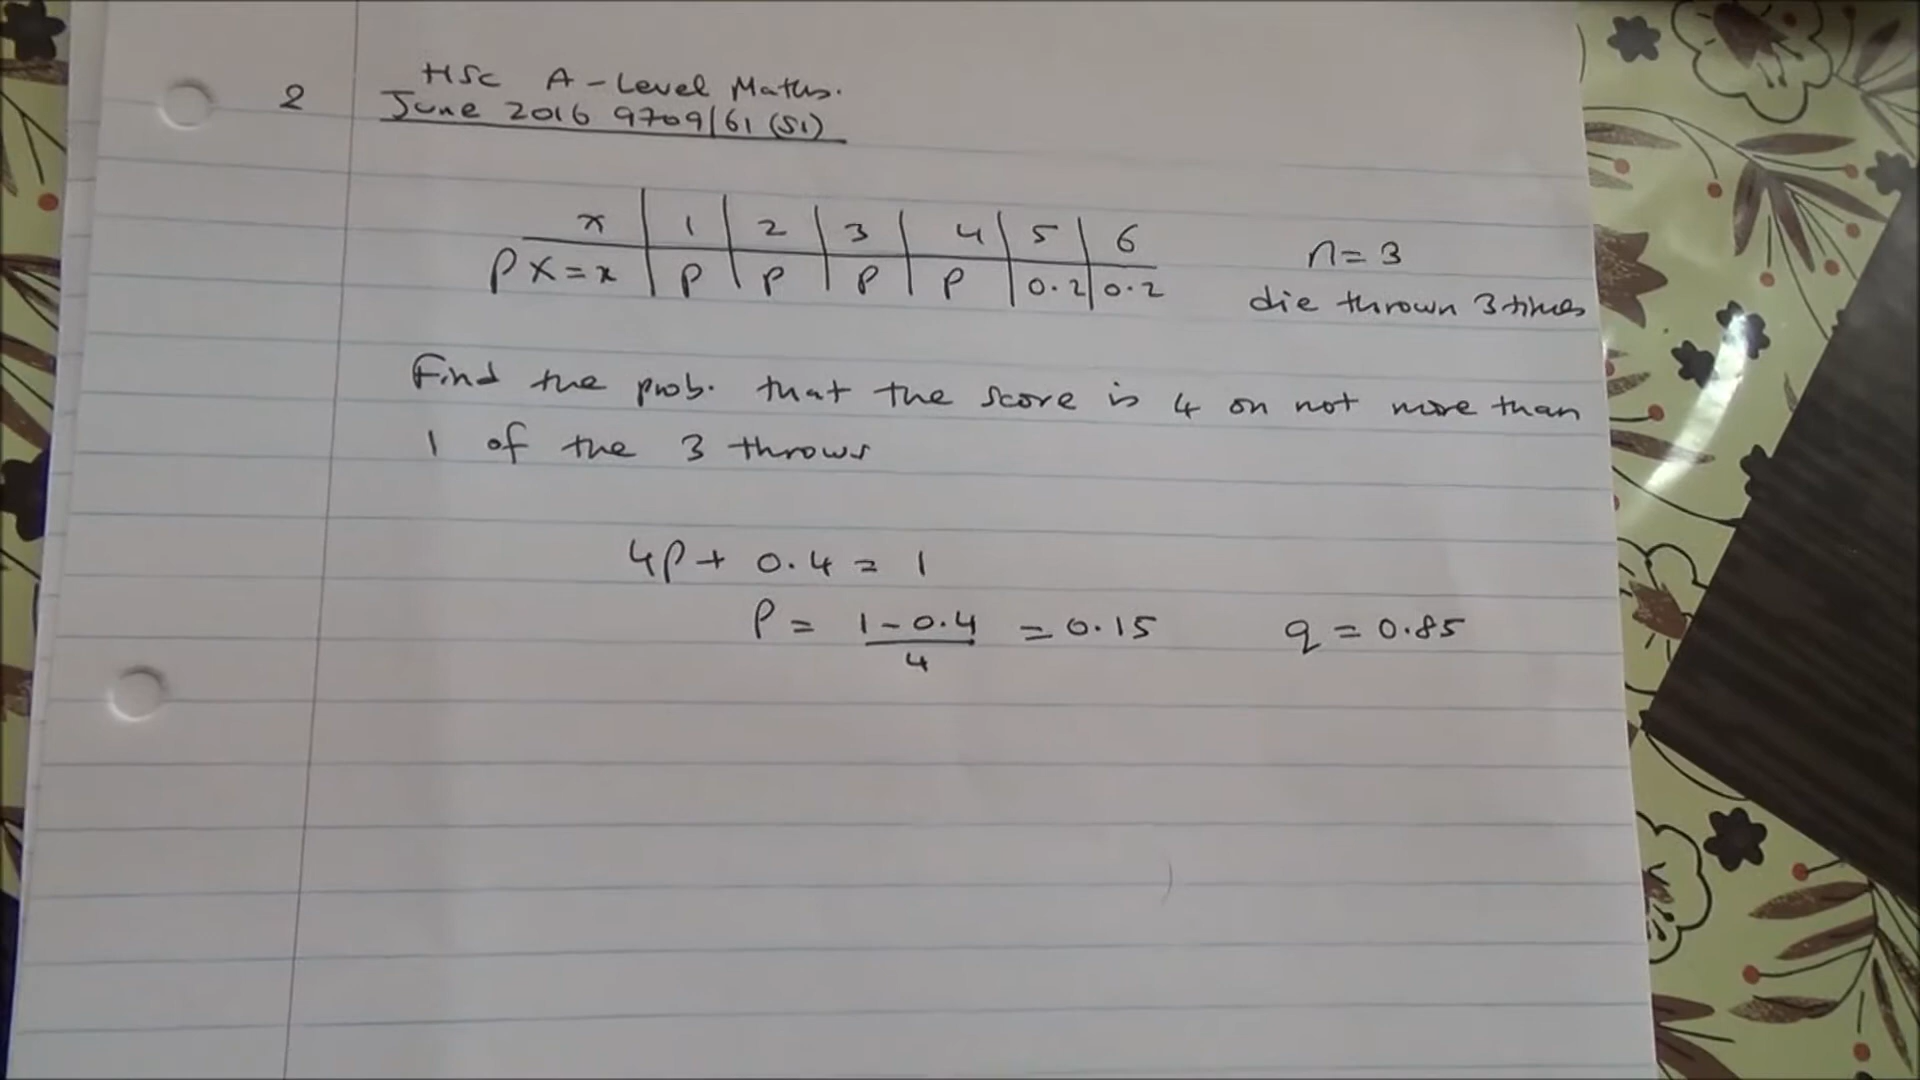 2
HSC A-Level Maths.
June 2016 9709/61 (S1)
x | 1 | 2 | 3 | 4 | 5 | 6
P X=x | P | P | P | P | 0.2 | 0.2
n=3
die thrown 3 times
Find the prob. that the score is 4 on not more than
1 of the 3 throws
4P + 0.4 = 1
P = 1-0.4 = 0.15 q = 0.85
4